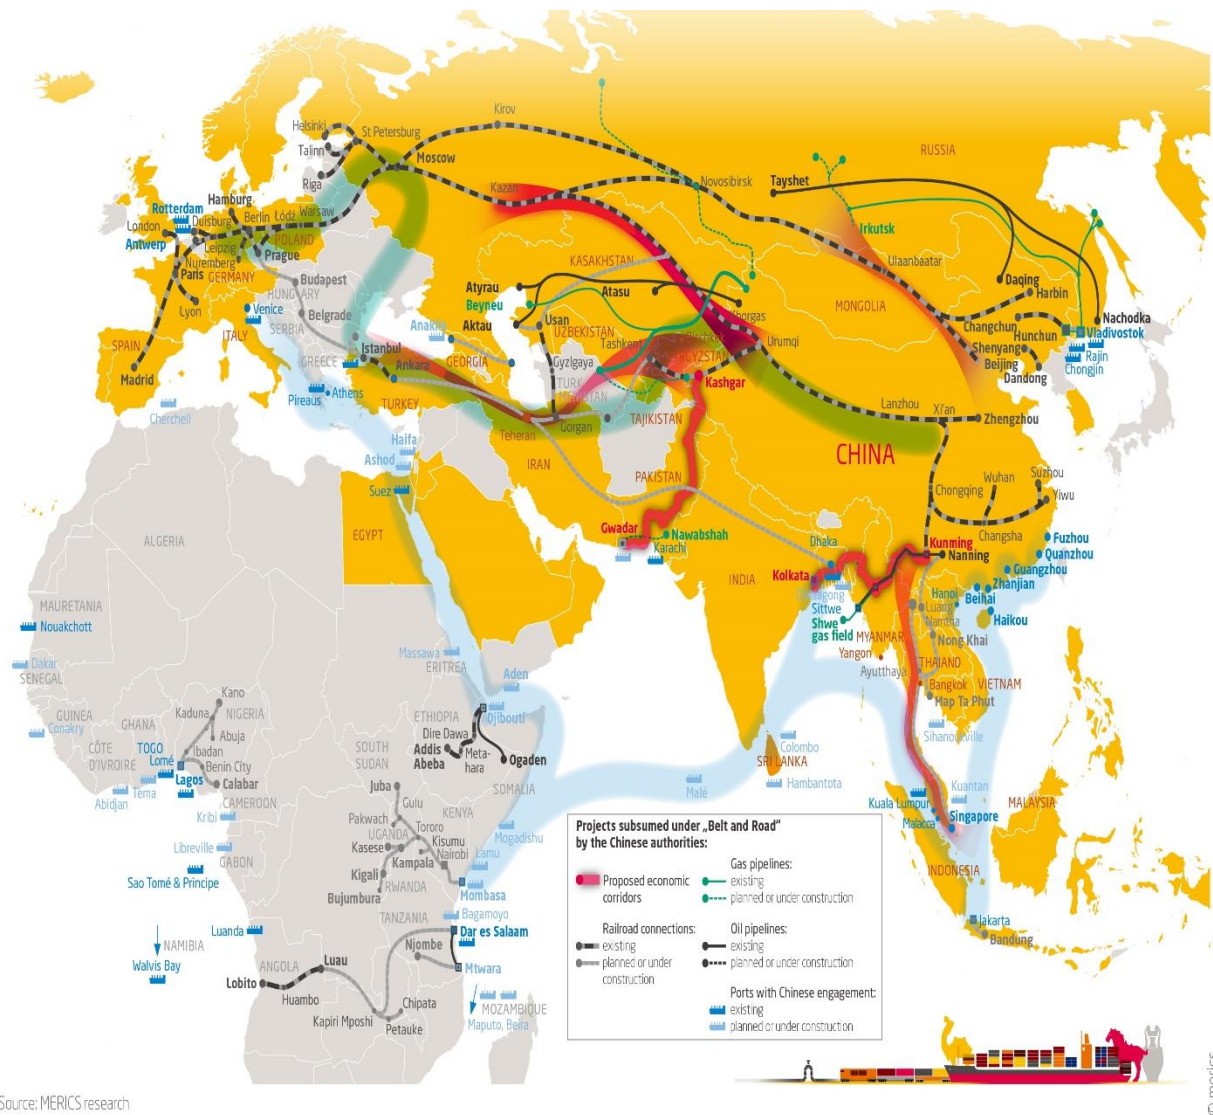 Kirov
Helsinki
St Petersburg
Talinn
Moscow
RUSSIA
Riga
Kazan
Novosibirsk
Tayshet
Hamburg
Rotterdam
London
Duisburg
Berlin
Łódź
Warsaw
Antwerp
Leipzig
POLAND
Prague
Nuremberg
GERMANY
Paris
Irkutsk
Ulaanbaatar
KASAKHSTAN
Budapest
HUNGARY
Lyon
Venice
Belgrade
SERBIA
ITALY
Atyrau
Beyneu
Atasu
Aktau
Usan
UZBEKISTAN
Khorgas
MONGOLIA
Daqing
Harbin
Changchun
Hunchun
Nachodka
Vladivostok
Rajin
Chongjin
Shenyang
Beijing
Dandong
SPAIN
Madrid
GREECE
Istanbul
Ankara
Anaklia
GEORGIA
Gyzlgaya
Tashkent
Urumqi
Kashgar
TURKEY
Pireaus
Athens
Cherchell
Teheran
Gorgan
TAJIKISTAN
Lanzhou
Xi'an
Zhengzhou
CHINA
IRAN
PAKISTAN
Haifa
Ashod
Suez
Chongqing
Wuhan
Suzhou
Yiwu
Changsha
EGYPT
ALGERIA
Gwadar
Nawabshah
Karachi
INDIA
Dhaka
Kolkata
Sittwe
Shwe
gas field
MYANMAR
Yangon
Kunming
Nanning
Fuzhou
Quanzhou
Guangzhou
Zhanjian
Beihai
Haikou
Hanoi
Luang
Namtha
Nong Khai
THAILAND
Ayutthaya
Bangkok
VIETNAM
Map Ta Phut
Sihanoukville
MAURETANIA
Nouakchott
Dakar
SENEGAL
GUINEA
Conakry
CÔTE
D'IVROIRE
GHANA
TOGO
Lomé
Abidjan
Tema
Lagos
Kano
Kaduna
NIGERIA
Abuja
Ibadan
Benin City
Calabar
CAMEROON
Kribi
Libreville
GABON
Sao Tomé & Principe
Massawa
ERITREA
Aden
Djibouti
ETHIOPIA
Dire Dawa
Addis
Abeba
Meta-
hara
Ogaden
SOUTH
SUDAN
SOMALIA
Juba
Gulu
Pakwach
KENYA
UGANDA
Tororo
Kasese
Kisumu
Nairobi
Kampala
Lamu
Mogadishu
Kigali
RWANDA
Bujumbura
Mombasa
TANZANIA
Bagamoyo
Dar es Salaam
Njombe
Mtwara
Luanda
NAMIBIA
Walvis Bay
ANGOLA
Luau
Lobito
Huambo
Kapiri Mposhi
Chipata
Petauke
MOZAMBIQUE
Maputo, Beira
Colombo
SRI LANKA
Hambantota
Malé
Kuala Lumpur
Kuantan
MALAYSIA
Malacca
Singapore
INDONESIA
Jakarta
Bandung
Projects subsumed under „Belt and Road"
by the Chinese authorities:
Proposed economic
corridors
Railroad connections:
existing
planned or under
construction
Gas pipelines:
existing
planned or under construction
Oil pipelines:
existing
planned or under construction
Ports with Chinese engagement:
existing
planned or under construction
Source: MERICS research
© merics